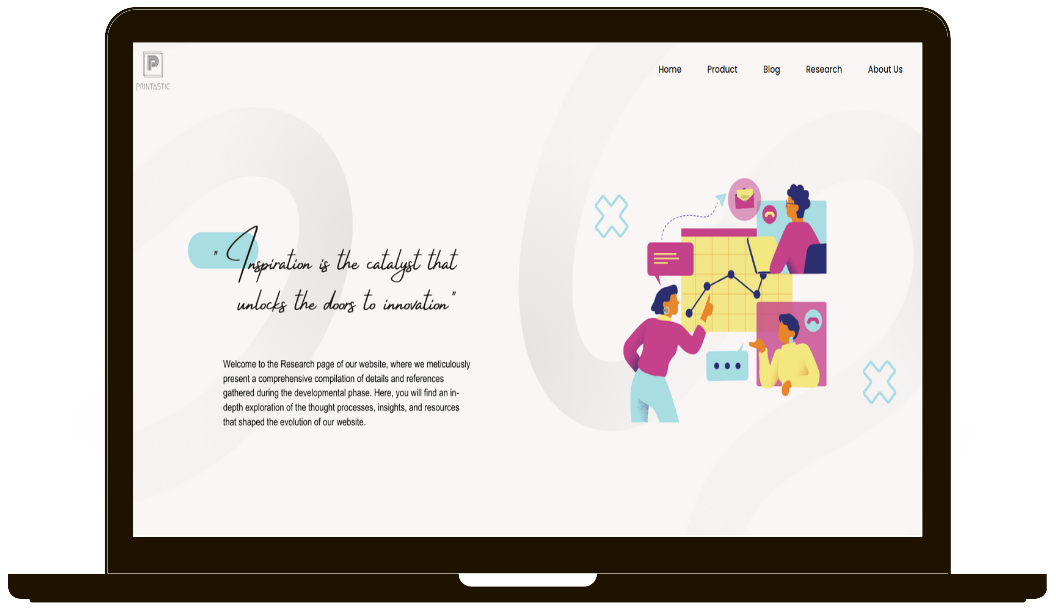 P
PRINTASTIC
Home Product Blog Research About Us
" Inspiration is the catalyst that
unlocks the doors to innovation"
Welcome to the Research page of our website, where we meticulously
present a comprehensive compilation of details and references
gathered during the developmental phase. Here, you will find an in-
depth exploration of the thought processes, insights, and resources
that shaped the evolution of our website.